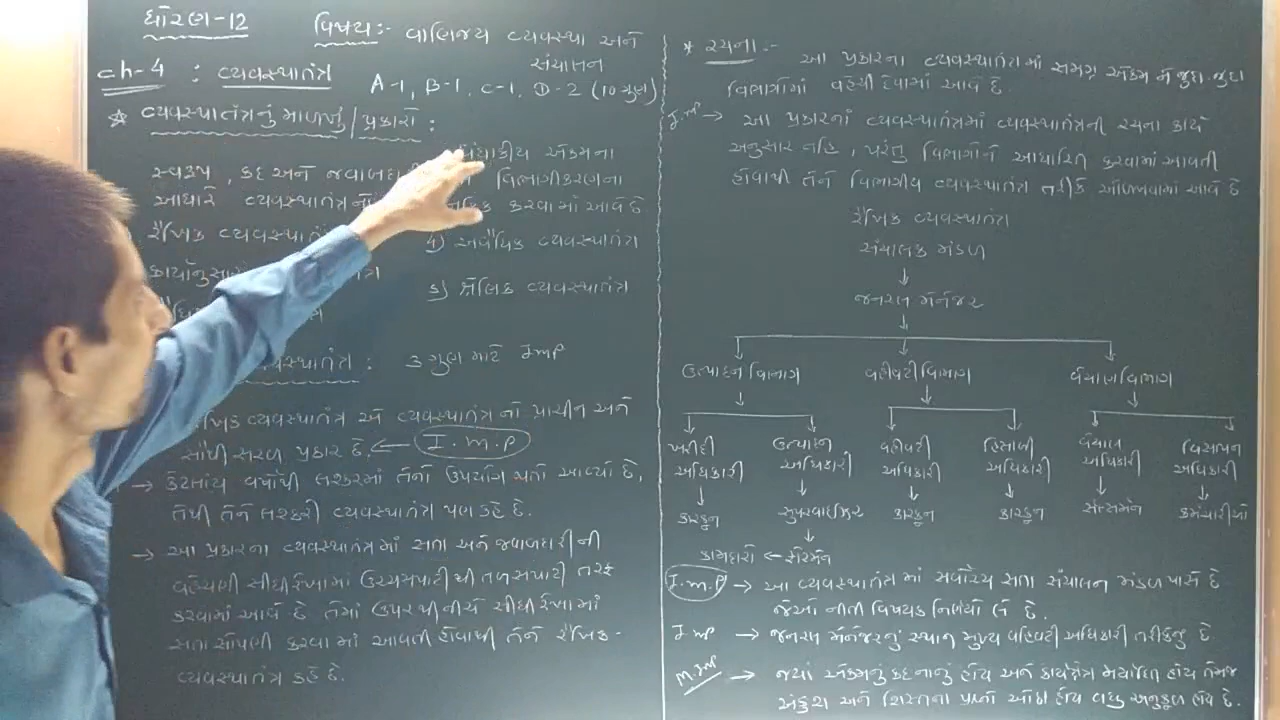 ધોરણ-12 વિષય:- વાણિજય વ્યવસ્થા અને
સંચાલન
ch-4 : વ્યવસ્થાતંત્ર
A-1, B-1, C-1, D-2 (10 ગુણ)
* વ્યવસ્થાતંત્રનું માળખું / પ્રકારો :
એકમના
સ્વરૂપ , કદ અને વિભાગીકરણના
આધારે કરવામાં આવે છે.
રૈખિક
4) અવૈધિક વ્યવસ્થાતંત્ર
5) શ્રેણિક વ્યવસ્થાતંત્ર
વ્યવસ્થાતંત્ર : 3 ગુણ માટે Imp
વ્યવસ્થાતંત્ર એ વ્યવસ્થાતંત્રનો પ્રાચીન અને
સૌથી સરળ પ્રકાર છે. ← I.m.p
→ કેટલાંય વર્ષોથી લશ્કરમાં તેનો ઉપયોગ થતો આવ્યો છે,
તેથી તેને લશ્કરી વ્યવસ્થાતંત્ર પણ કહે છે.
→ આ પ્રકારના વ્યવસ્થાતંત્રમાં સતા અને જવાબદારીની
વહેંચણી સીધી રેખામાં ઉચ્ચસપાટી થી તળસપાટી તરફ
કરવામાં આવે છે. તેમાં ઉપરથી નીચે સીધી રેખામાં
સતા સોંપણી કરવામાં આવતી હોવાથી તેને રૈખિક-
વ્યવસ્થાતંત્ર કહે છે.
* રચના :-
આ પ્રકારના વ્યવસ્થાતંત્રમાં સમગ્ર એકમને જુદા-જુદા
વિભાગોમાં વહેંચી દેવામાં આવે છે.
I.mp → આ પ્રકારનાં વ્યવસ્થાતંત્રમાં વ્યવસ્થાતંત્રની રચના કાર્ય
અનુસાર નહિ , પરંતુ વિભાગોને આધારિત કરવામાં આવતી
હોવાથી તેને વિભાગીય વ્યવસ્થાતંત્ર તરીકે ઓળખવામાં આવે છે
રૈખિક વ્યવસ્થાતંત્ર
સંચાલક મંડળ
↓
જનરલ મેનેજર
↓
ઉત્પાદન વિભાગ વહીવટી વિભાગ વેચાણ વિભાગ
ખરીદી ઉત્પાદન વહીવટી હિસાબી વેચાણ વિજ્ઞાપન
અધિકારી અધિકારી અધિકારી અધિકારી અધિકારી અધિકારી
કારકૂન સુપરવાઈઝર કારકૂન કારકૂન સેલ્સમેન કર્મચારીઓ
કામદારો ← ફોરમેન
I.m.p → આ વ્યવસ્થાતંત્રમાં સર્વોચ્ચ સતા સંચાલન મંડળ પાસે છે
જેઓ નીતી વિષયક નિર્ણયો લે છે.
Imp → જનરલ મેનેજરનું સ્થાન મુખ્ય વહિવટી અધિકારી તરીકેનું છે.
M.Imp → જ્યાં એકમનું કદ નાનું હોય અને કાર્યક્ષેત્ર મર્યાદિત હોય તેમજ
અંકુશ અને શિસ્તના પ્રશ્નો ઓછા હોય વધુ અનુકૂળ છે.